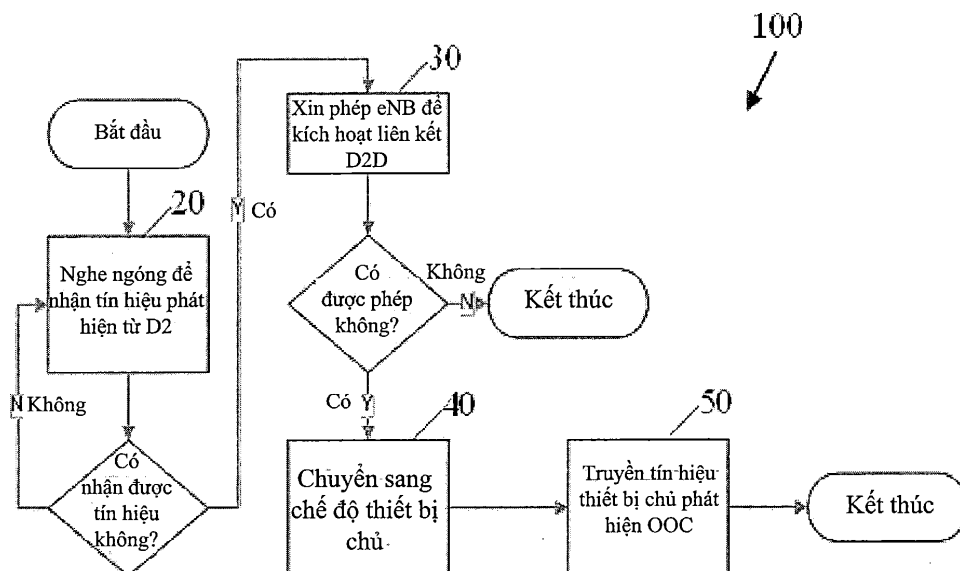 100
Bắt đầu
20
Nghe ngóng để
nhận tín hiệu phát
hiện từ D2
N Không
Có
nhận được
tín hiệu
không?
Y Có
30
Xin phép eNB để
kích hoạt liên kết
D2D
Có
được phép
không?
Không
N
Kết thúc
Có Y
40
Chuyển sang
chế độ thiết bị
chủ
50
Truyền tín hiệu
thiết bị chủ phát
hiện OOC
Kết thúc